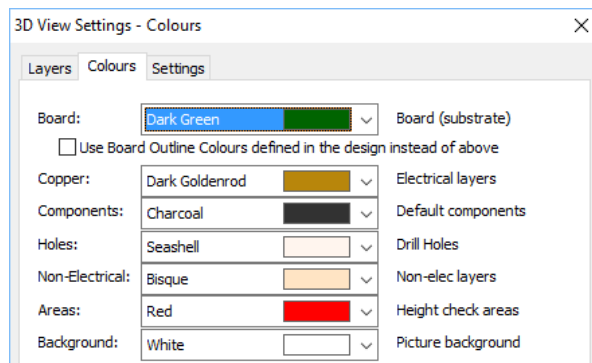 3D View Settings - Colours
Layers Colours Settings
Board: Dark Green Board (substrate)
Use Board Outline Colours defined in the design instead of above
Copper: Dark Goldenrod Electrical layers
Components: Charcoal Default components
Holes: Seashell Drill Holes
Non-Electrical: Bisque Non-elec layers
Areas: Red Height check areas
Background: White Picture background